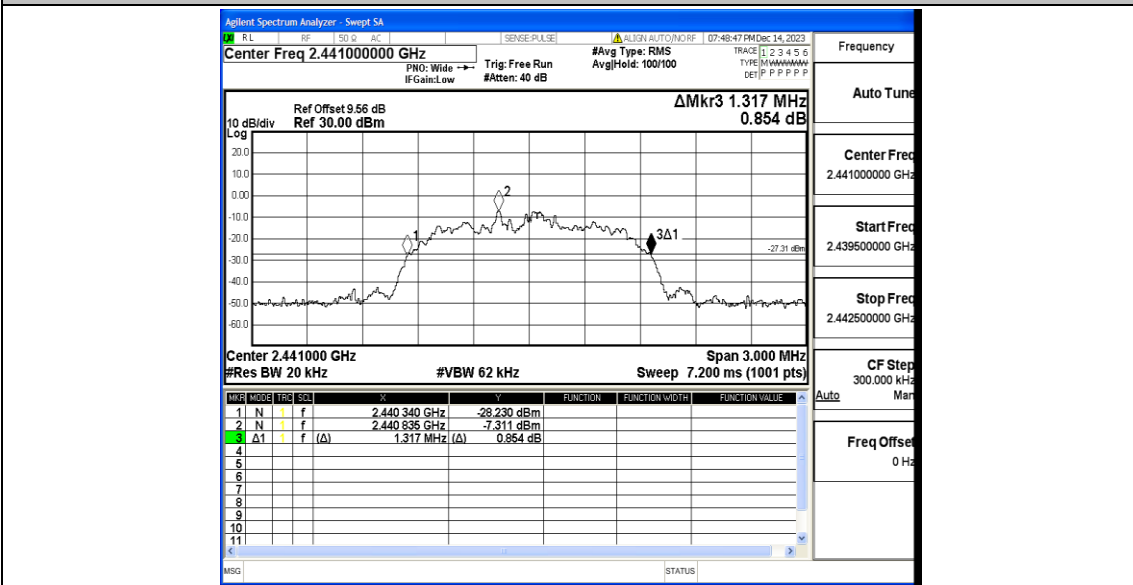 Agilent Spectrum Analyzer - Swept SA
LXI RL RF 50 Ω AC SENSE:PULSE ALIGN AUTO/NO RF 07:48:47 PM Dec 14, 2023
Center Freq 2.441000000 GHz
PNO: Wide
IFGain:Low
Trig: Free Run
#Atten: 40 dB
#Avg Type: RMS
Avg|Hold: 100/100
TRACE 1 2 3 4 5 6
TYPE MWWWWW
DET P P P P P P
ΔMkr3 1.317 MHz
0.854 dB
Ref Offset 9.56 dB
10 dB/div Ref 30.00 dBm
Log
20.0
10.0
0.00
-10.0
-20.0
-30.0
-40.0
-50.0
-60.0
1
2
3Δ1
-27.31 dBm
Center 2.441000 GHz Span 3.000 MHz
#Res BW 20 kHz #VBW 62 kHz Sweep 7.200 ms (1001 pts)
MKR MODE TRC SCL X Y FUNCTION FUNCTION WIDTH FUNCTION VALUE
1 N 1 f 2.440 340 GHz -28.230 dBm
2 N 1 f 2.440 835 GHz -7.311 dBm
3 Δ1 1 f (Δ) 1.317 MHz (Δ) 0.854 dB
4
5
6
7
8
9
10
11
MSG STATUS
Frequency
Auto Tune
Center Freq
2.441000000 GHz
Start Freq
2.439500000 GHz
Stop Freq
2.442500000 GHz
CF Step
300.000 kHz
Auto Man
Freq Offset
0 Hz